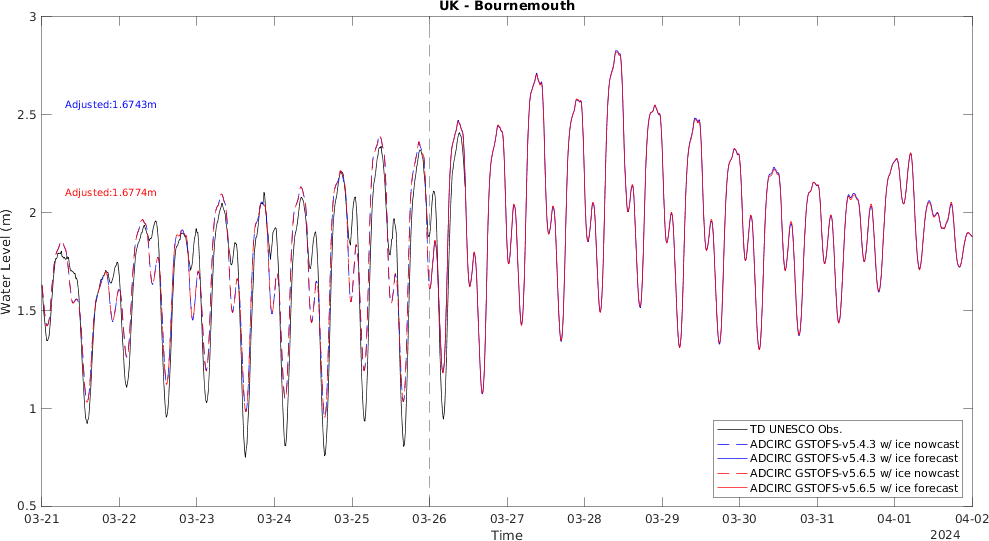 UK - Bournemouth
3
2.5
2
1.5
1
0.5
Water Level (m)
Adjusted:1.6743m
Adjusted:1.6774m
TD UNESCO Obs.
ADCIRC GSTOFS-v5.4.3 w/ ice nowcast
ADCIRC GSTOFS-v5.4.3 w/ ice forecast
ADCIRC GSTOFS-v5.6.5 w/ ice nowcast
ADCIRC GSTOFS-v5.6.5 w/ ice forecast
03-21 03-22 03-23 03-24 03-25 03-26 03-27 03-28 03-29 03-30 03-31 04-01 04-02
Time
2024